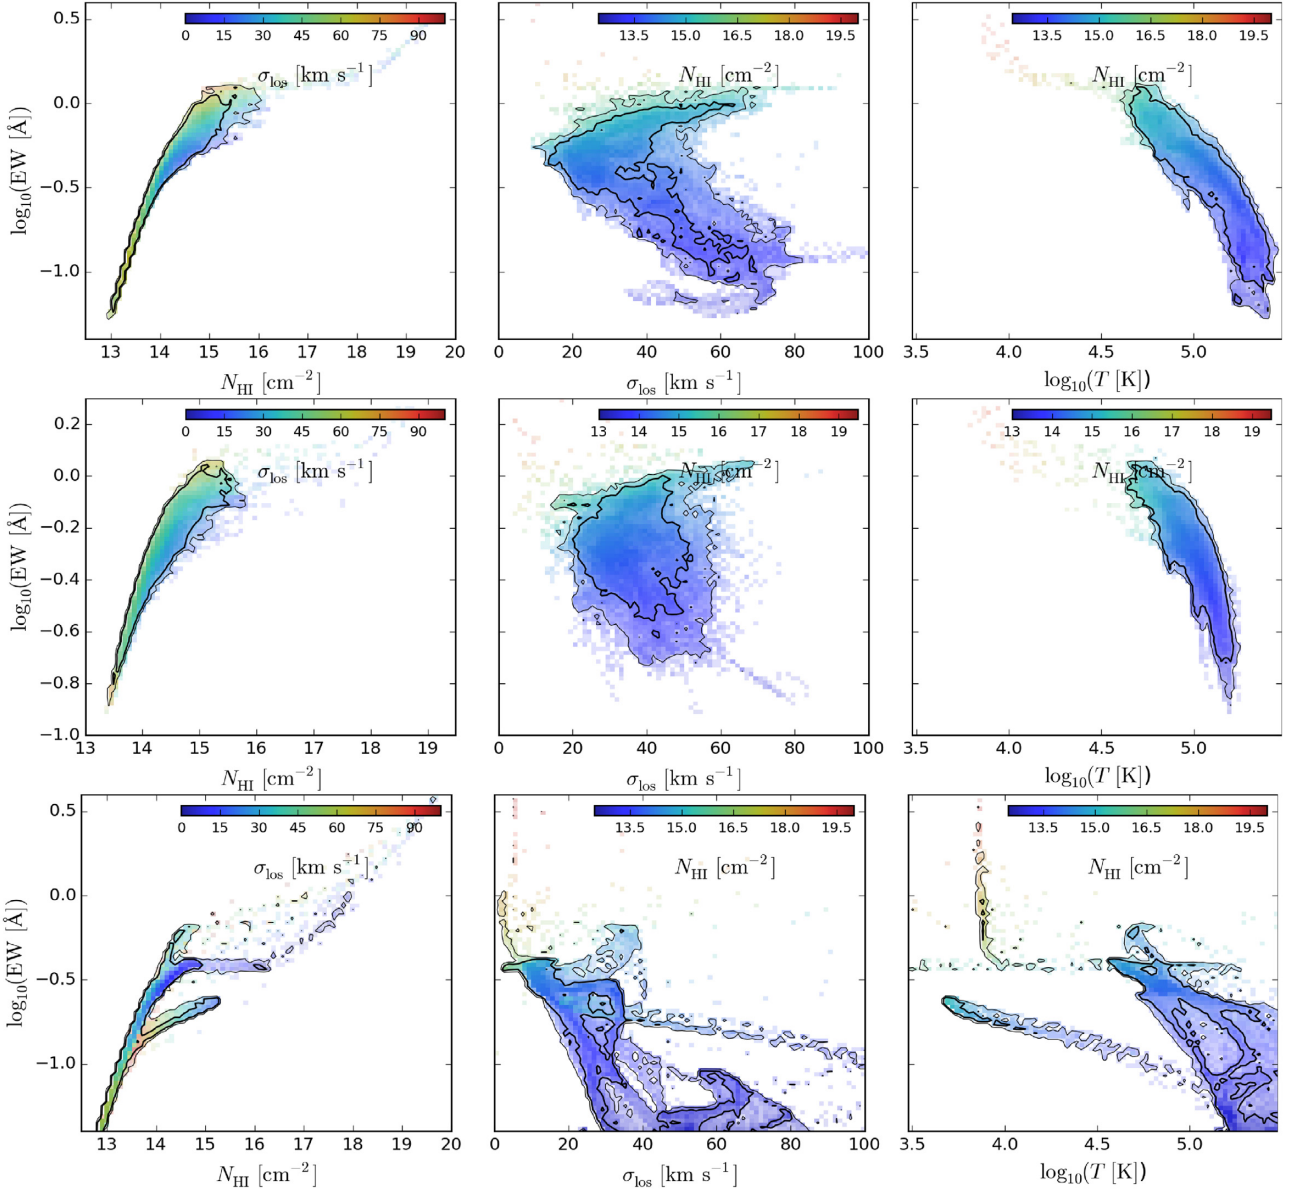 0 30 45 60 75 90
σlos [km s−1]
13.5 15.0 16.5 18.0 19.5
NHI [cm−2]
13.5 15.0 16.5 18.0 19.5
NHI [cm−2]
0.5
0.0
−0.5
−1.0
log10(EW [Å])
13 14 15 16 17 18 19 20
0 20 40 60 80 100
3.5 4.0 4.5 5.0
NHI [cm−2]
σlos [km s−1]
log10(T [K])
0 15 30 45 60 75 90
σlos [km s−1]
13 14 15 16 17 18 19
NHI [cm−2]
13 14 15 16 17 18 19
NHI [cm−2]
0.2
0.0
−0.2
−0.4
−0.6
−0.8
−1.0
log10(EW [Å])
13 14 15 16 17 18 19
0 20 40 60 80 100
3.5 4.0 4.5 5.0
NHI [cm−2]
σlos [km s−1]
log10(T [K])
0 15 30 45 60 75 90
σlos [km s−1]
13.5 15.0 16.5 18.0 19.5
NHI [cm−2]
13.5 15.0 16.5 18.0 19.5
NHI [cm−2]
0.5
0.0
−0.5
−1.0
log10(EW [Å])
13 14 15 16 17 18 19 20
0 20 40 60 80 100
3.5 4.0 4.5 5.0
NHI [cm−2]
σlos [km s−1]
log10(T [K])